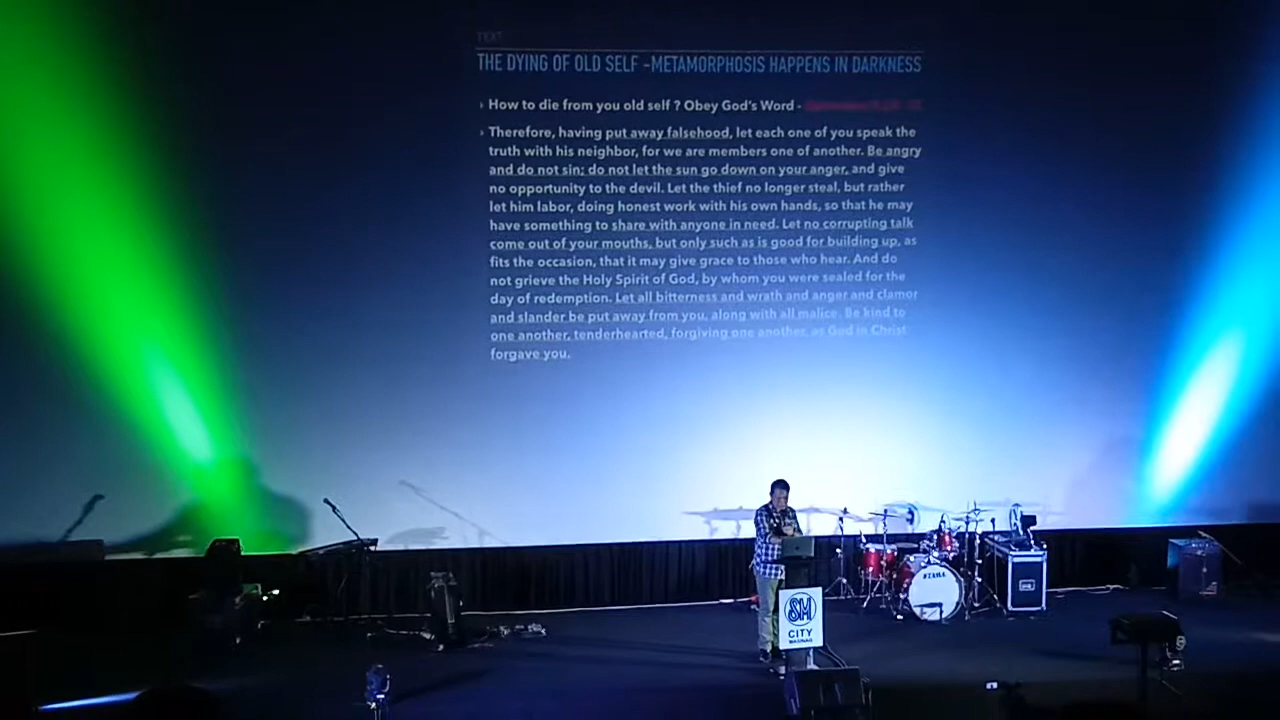 TEXT
THE DYING OF OLD SELF -METAMORPHOSIS HAPPENS IN DARKNESS
› How to die from you old self ? Obey God's Word -
› Therefore, having put away falsehood, let each one of you speak the
truth with his neighbor, for we are members one of another. Be angry
and do not sin; do not let the sun go down on your anger, and give
no opportunity to the devil. Let the thief no longer steal, but rather
let him labor, doing honest work with his own hands, so that he may
have something to share with anyone in need. Let no corrupting talk
come out of your mouths, but only such as is good for building up, as
fits the occasion, that it may give grace to those who hear. And do
not grieve the Holy Spirit of God, by whom you were sealed for the
day of redemption. Let all bitterness and wrath and anger and clamor
and slander be put away from you, along with all malice. Be kind to
one another, tenderhearted, forgiving one another, as God in Christ
forgave you.
TAMA
SM
CITY